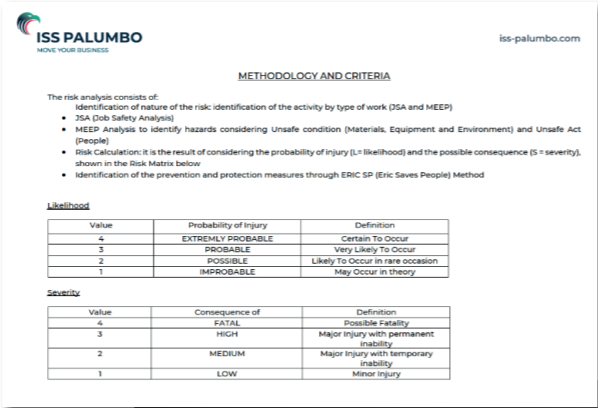 ISS PALUMBO
MOVE YOUR BUSINESS
iss-palumbo.com
METHODOLOGY AND CRITERIA
The risk analysis consists of:
Identification of nature of the risk: identification of the activity by type of work (JSA and MEEP)
• JSA (Job Safety Analysis)
• MEEP Analysis to identify hazards considering Unsafe condition (Materials, Equipment and Environment) and Unsafe Act
(People)
• Risk Calculation: it is the result of considering the probability of injury (L= likelihood) and the possible consequence (S = severity),
shown in the Risk Matrix below
• Identification of the prevention and protection measures through ERIC SP (Eric Saves People) Method
Likelihood
Value Probability of Injury Definition
4 EXTREMLY PROBABLE Certain To Occur
3 PROBABLE Very Likely To Occur
2 POSSIBLE Likely To Occur in rare occasion
1 IMPROBABLE May Occur in theory
Severity
Value Consequence of Definition
4 FATAL Possible Fatality
3 HIGH Major Injury with permanent
inability
2 MEDIUM Major Injury with temporary
inability
1 LOW Minor Injury